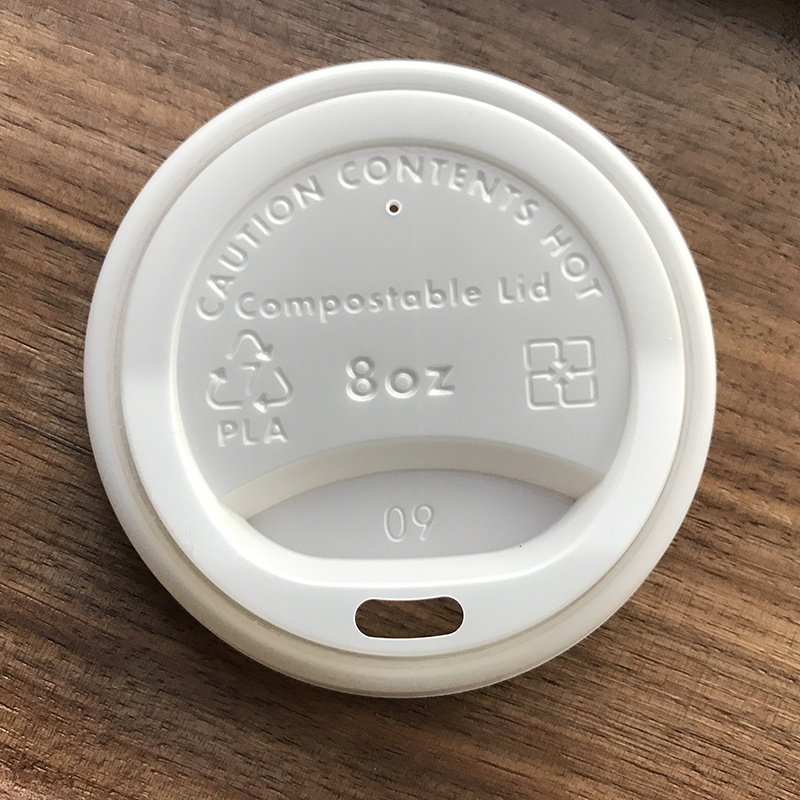 CAUTION CONTENTS HOT
Compostable Lid
7
PLA
8oz
09